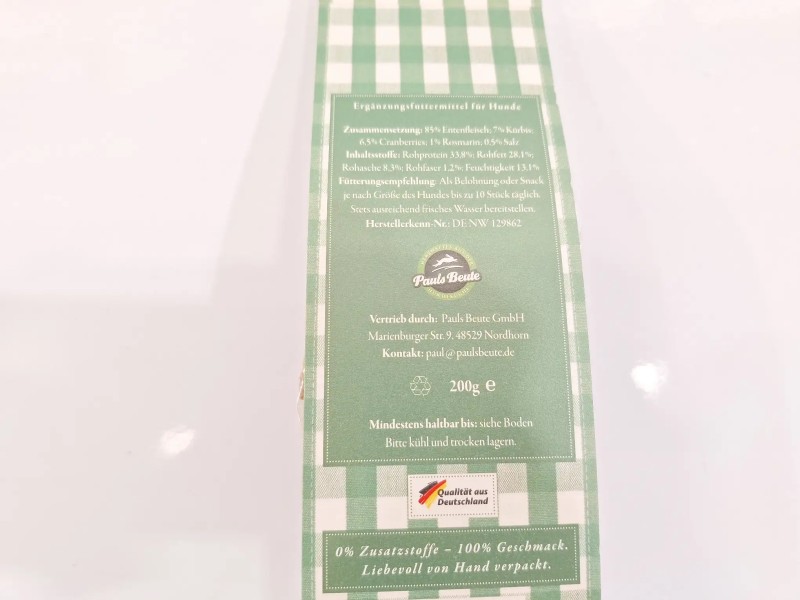 Ergänzungsfuttermittel für Hunde
Zusammensetzung: 85% Entenfleisch; 7% Kürbis;
6,5% Cranberries; 1% Rosmarin; 0,5% Salz
Inhaltsstoffe: Rohprotein 33,8%; Rohfett 28,1%;
Rohasche 8,3%; Rohfaser 1,2%; Feuchtigkeit 13,1%
Fütterungsempfehlung: Als Belohnung oder Snack
je nach Größe des Hundes bis zu 10 Stück täglich.
Stets ausreichend frisches Wasser bereitstellen.
Herstellerkenn-Nr.: DE NW 129862
Pauls Beute
Vertrieb durch: Pauls Beute GmbH
Marienburger Str. 9, 48529 Nordhorn
Kontakt: paul@paulsbeute.de
200g e
Mindestens haltbar bis: siehe Boden
Bitte kühl und trocken lagern.
Qualität aus
Deutschland
0% Zusatzstoffe – 100% Geschmack.
Liebevoll von Hand verpackt.